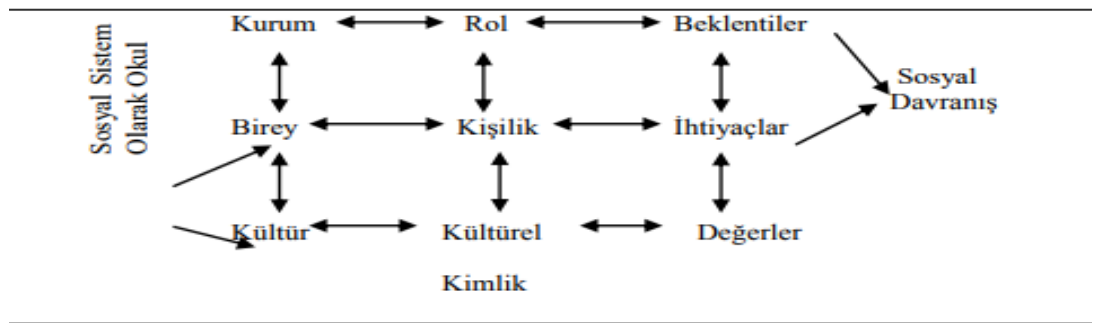 Sosyal Sistem
Olarak Okul
Kurum Rol Beklentiler
Sosyal
Davranış
Birey Kişilik İhtiyaçlar
Kültür Kültürel Değerler
Kimlik